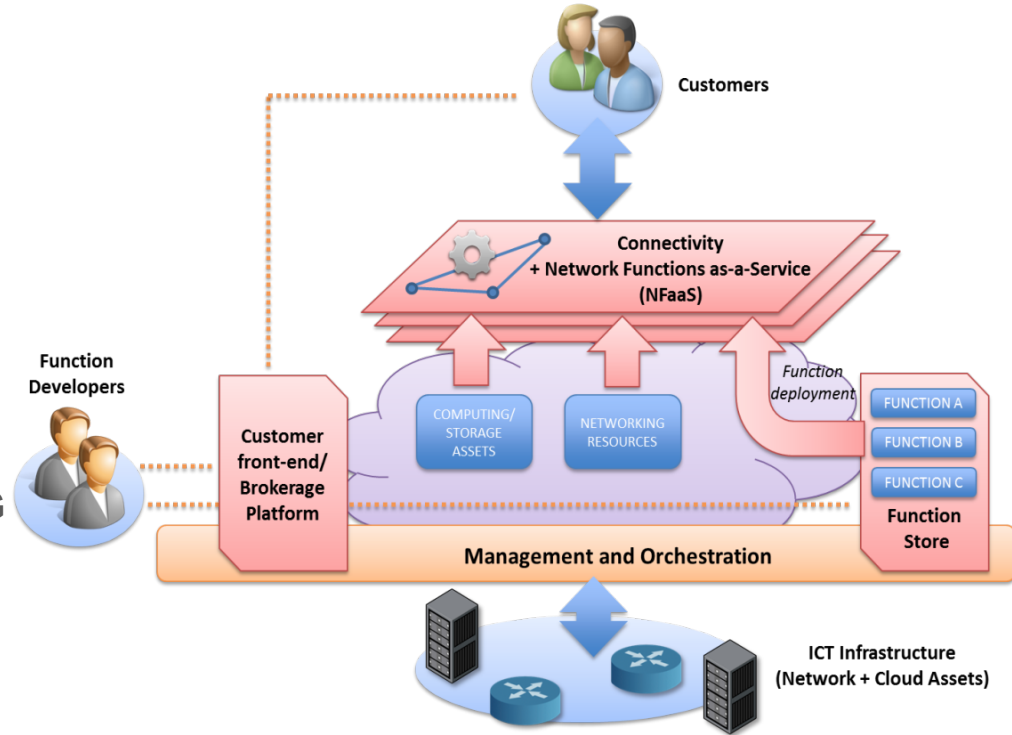 Customers
Connectivity
+ Network Functions as-a-Service
(NFaaS)
Function
Developers
Function
deployment
COMPUTING/
STORAGE
ASSETS
NETWORKING
RESOURCES
FUNCTION A
FUNCTION B
FUNCTION C
Function
Store
Customer
front-end/
Brokerage
Platform
G
Management and Orchestration
ICT Infrastructure
(Network + Cloud Assets)